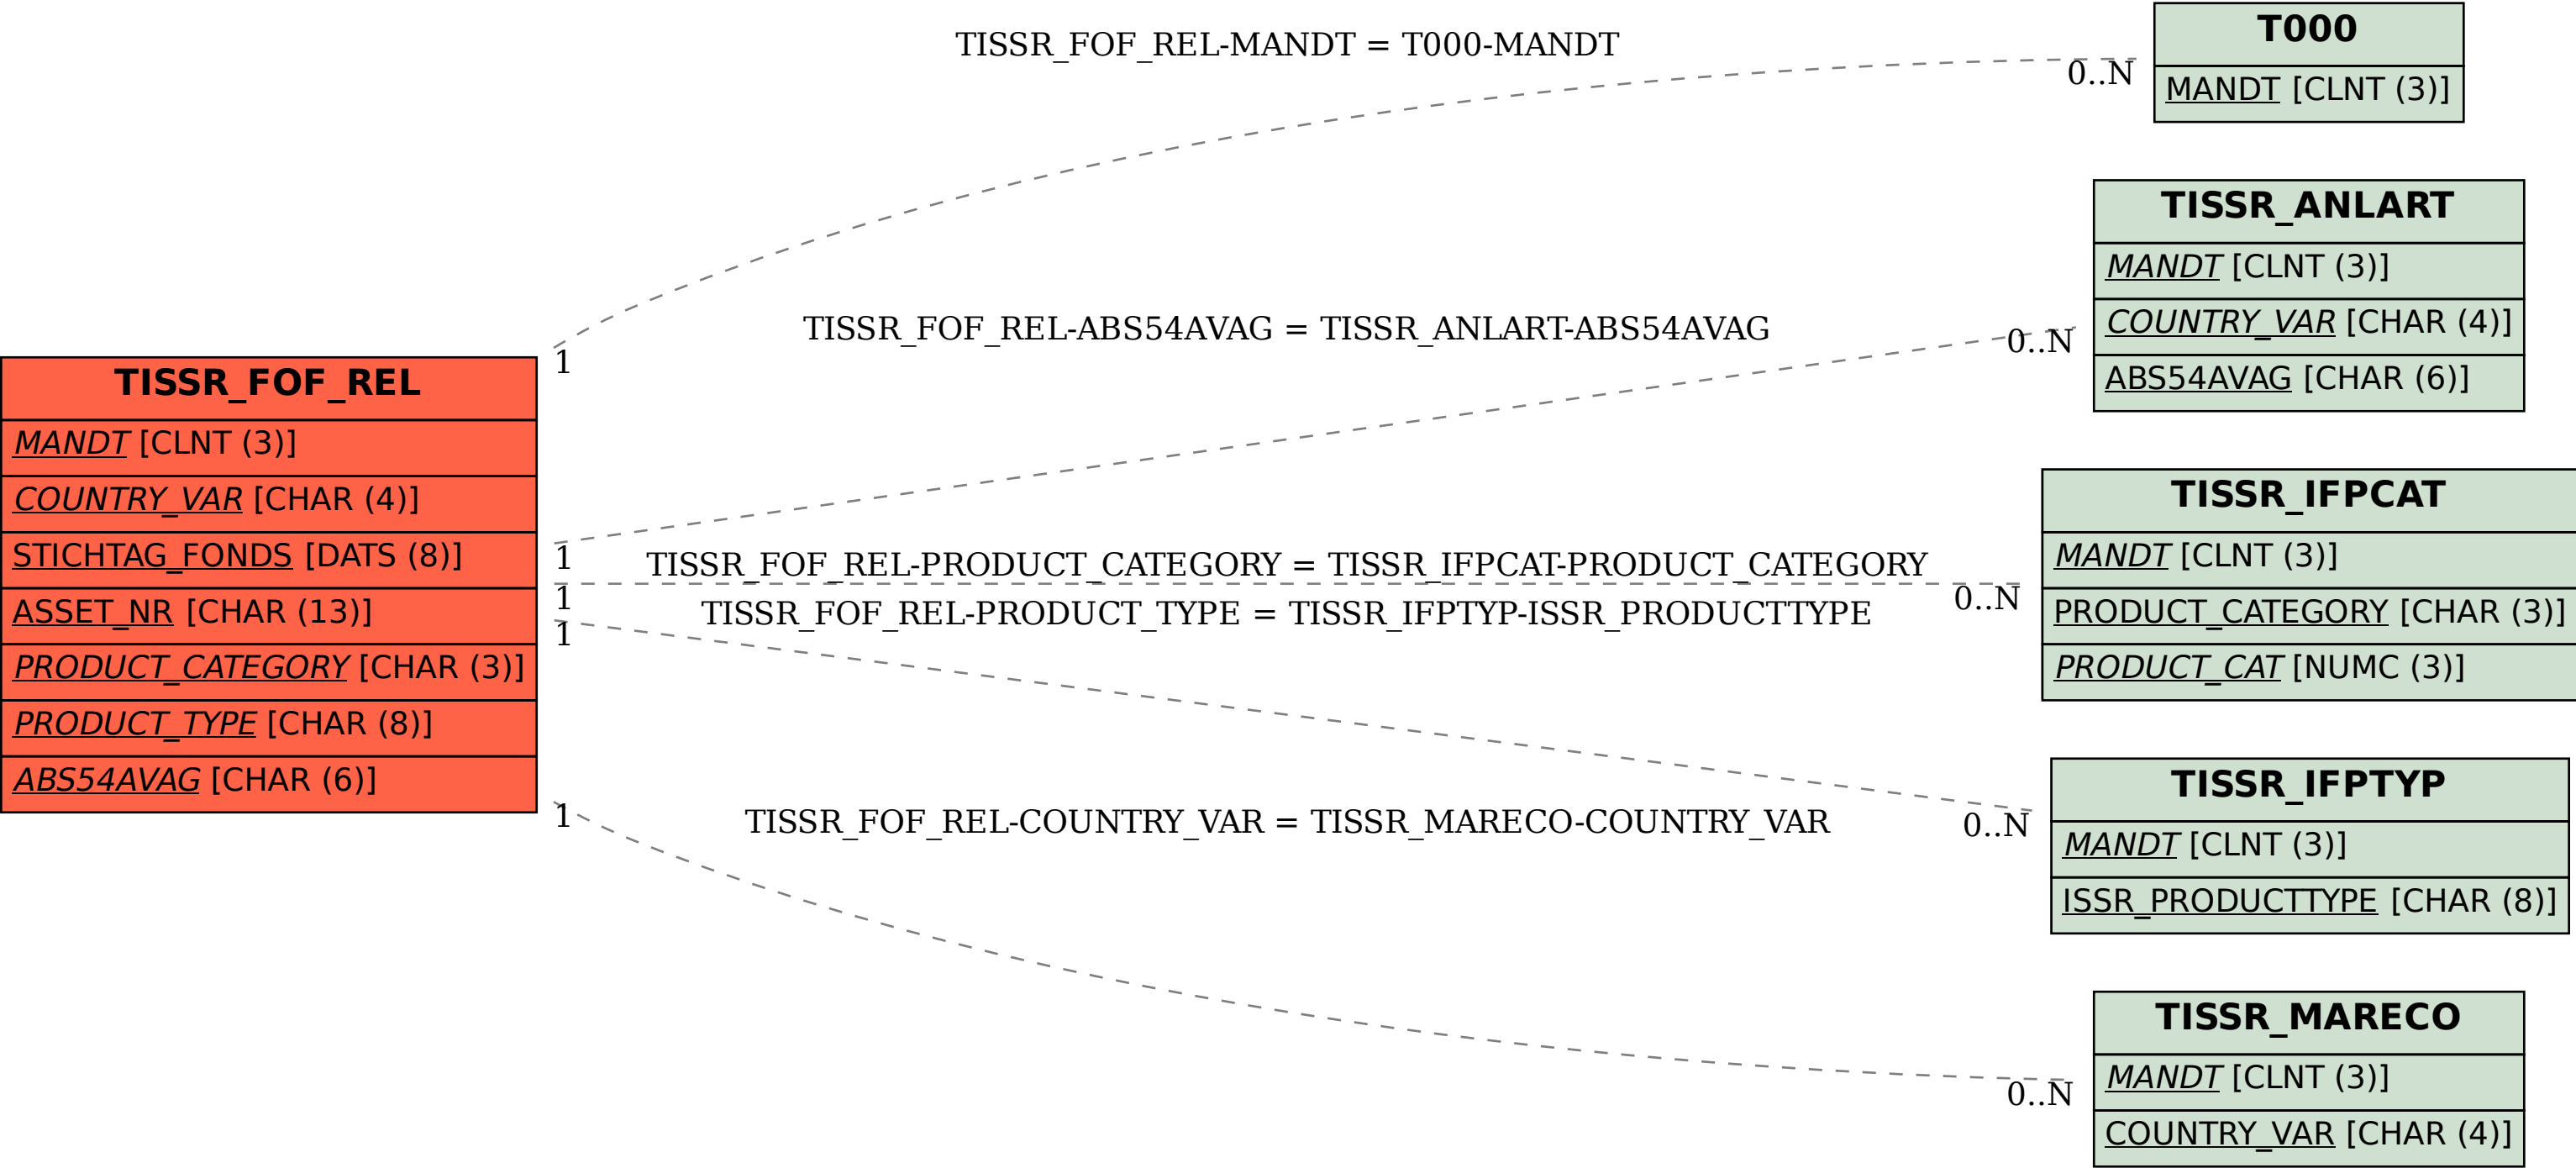 TISSR_FOF_REL-MANDT = T000-MANDT
0..N
1
T000
MANDT [CLNT (3)]
TISSR_FOF_REL-ABS54AVAG = TISSR_ANLART-ABS54AVAG
0..N
1
TISSR_ANLART
MANDT [CLNT (3)]
COUNTRY_VAR [CHAR (4)]
ABS54AVAG [CHAR (6)]
TISSR_FOF_REL
MANDT [CLNT (3)]
COUNTRY_VAR [CHAR (4)]
STICHTAG_FONDS [DATS (8)]
ASSET_NR [CHAR (13)]
PRODUCT_CATEGORY [CHAR (3)]
PRODUCT_TYPE [CHAR (8)]
ABS54AVAG [CHAR (6)]
TISSR_FOF_REL-PRODUCT_CATEGORY = TISSR_IFPCAT-PRODUCT_CATEGORY
1
0..N
TISSR_IFPCAT
MANDT [CLNT (3)]
PRODUCT_CATEGORY [CHAR (3)]
PRODUCT_CAT [NUMC (3)]
TISSR_FOF_REL-PRODUCT_TYPE = TISSR_IFPTYP-ISSR_PRODUCTTYPE
1
0..N
TISSR_IFPTYP
MANDT [CLNT (3)]
ISSR_PRODUCTTYPE [CHAR (8)]
TISSR_FOF_REL-COUNTRY_VAR = TISSR_MARECO-COUNTRY_VAR
1
0..N
TISSR_MARECO
MANDT [CLNT (3)]
COUNTRY_VAR [CHAR (4)]